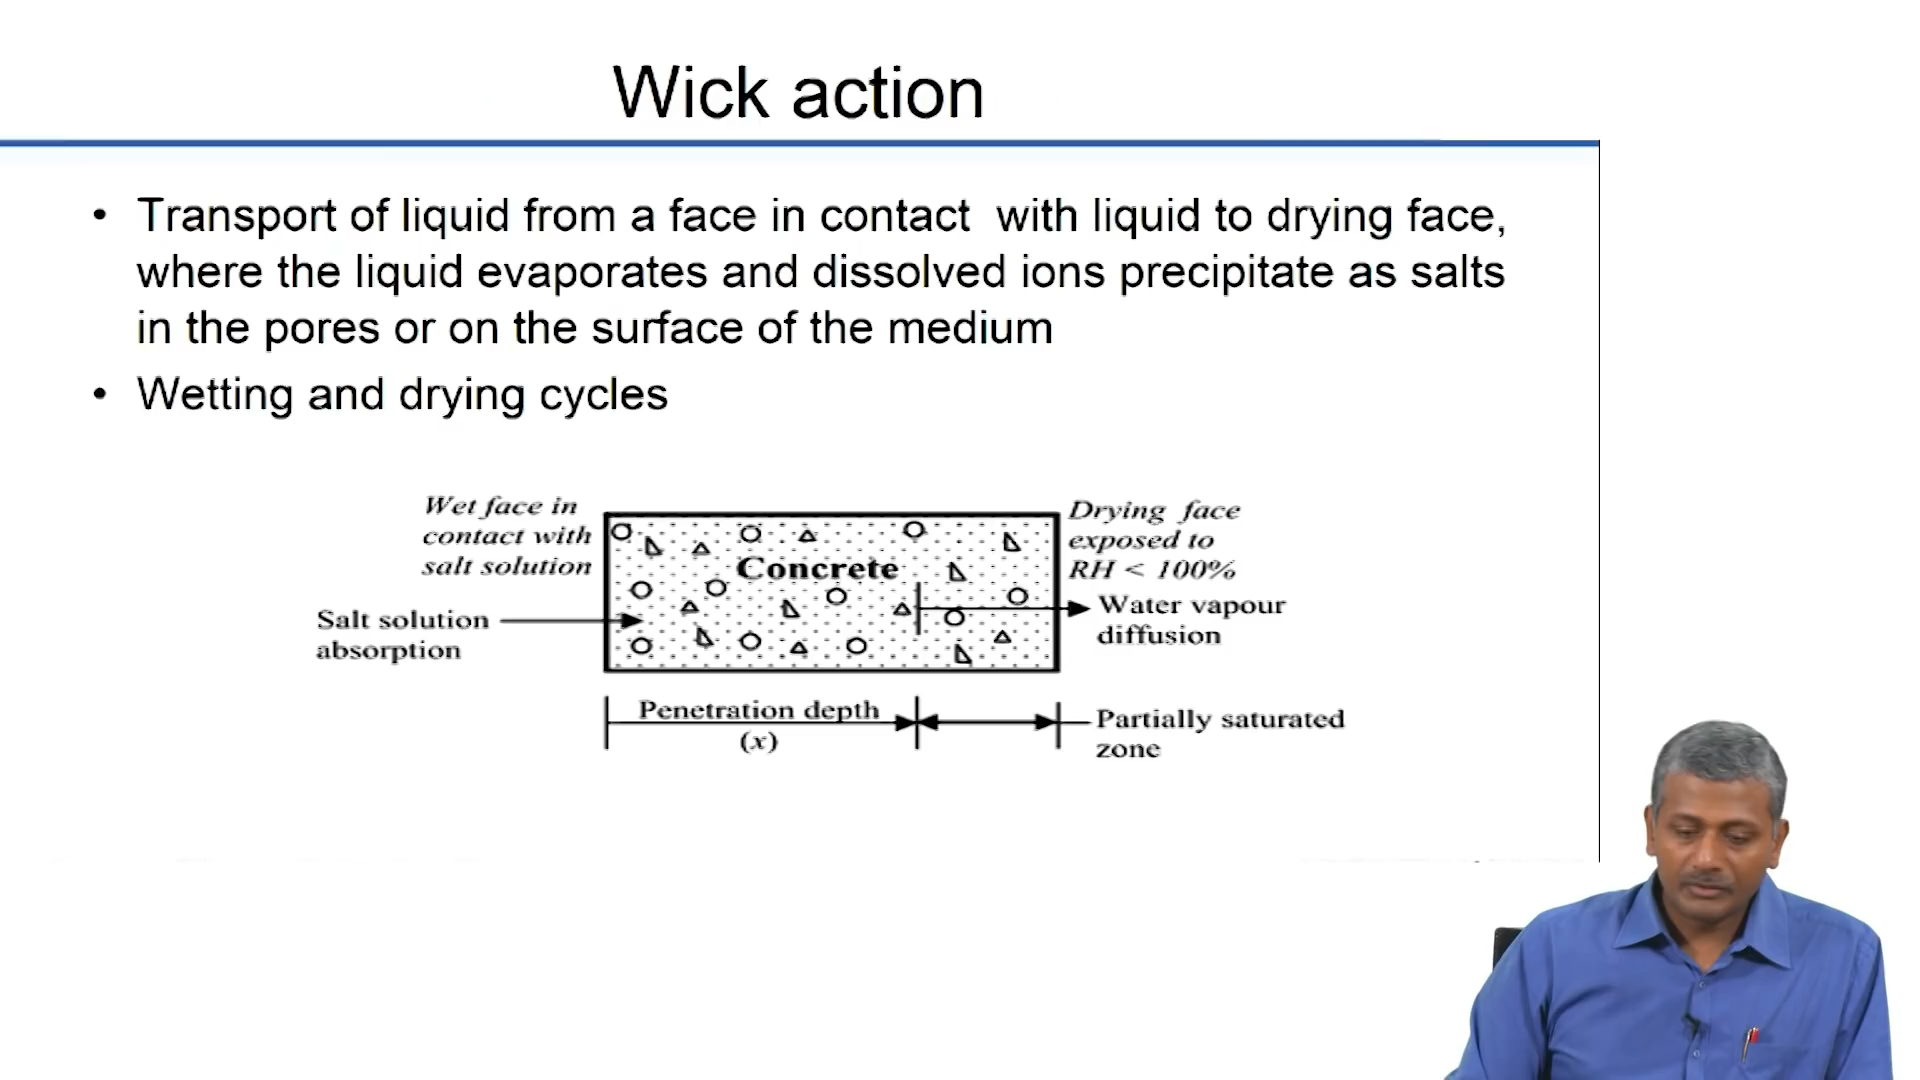 Wick action
• Transport of liquid from a face in contact with liquid to drying face,
where the liquid evaporates and dissolved ions precipitate as salts
in the pores or on the surface of the medium
• Wetting and drying cycles
Wet face in
contact with
salt solution
Salt solution
absorption
Concrete
Drying face
exposed to
RH < 100%
Water vapour
diffusion
Penetration depth
(x)
Partially saturated
zone